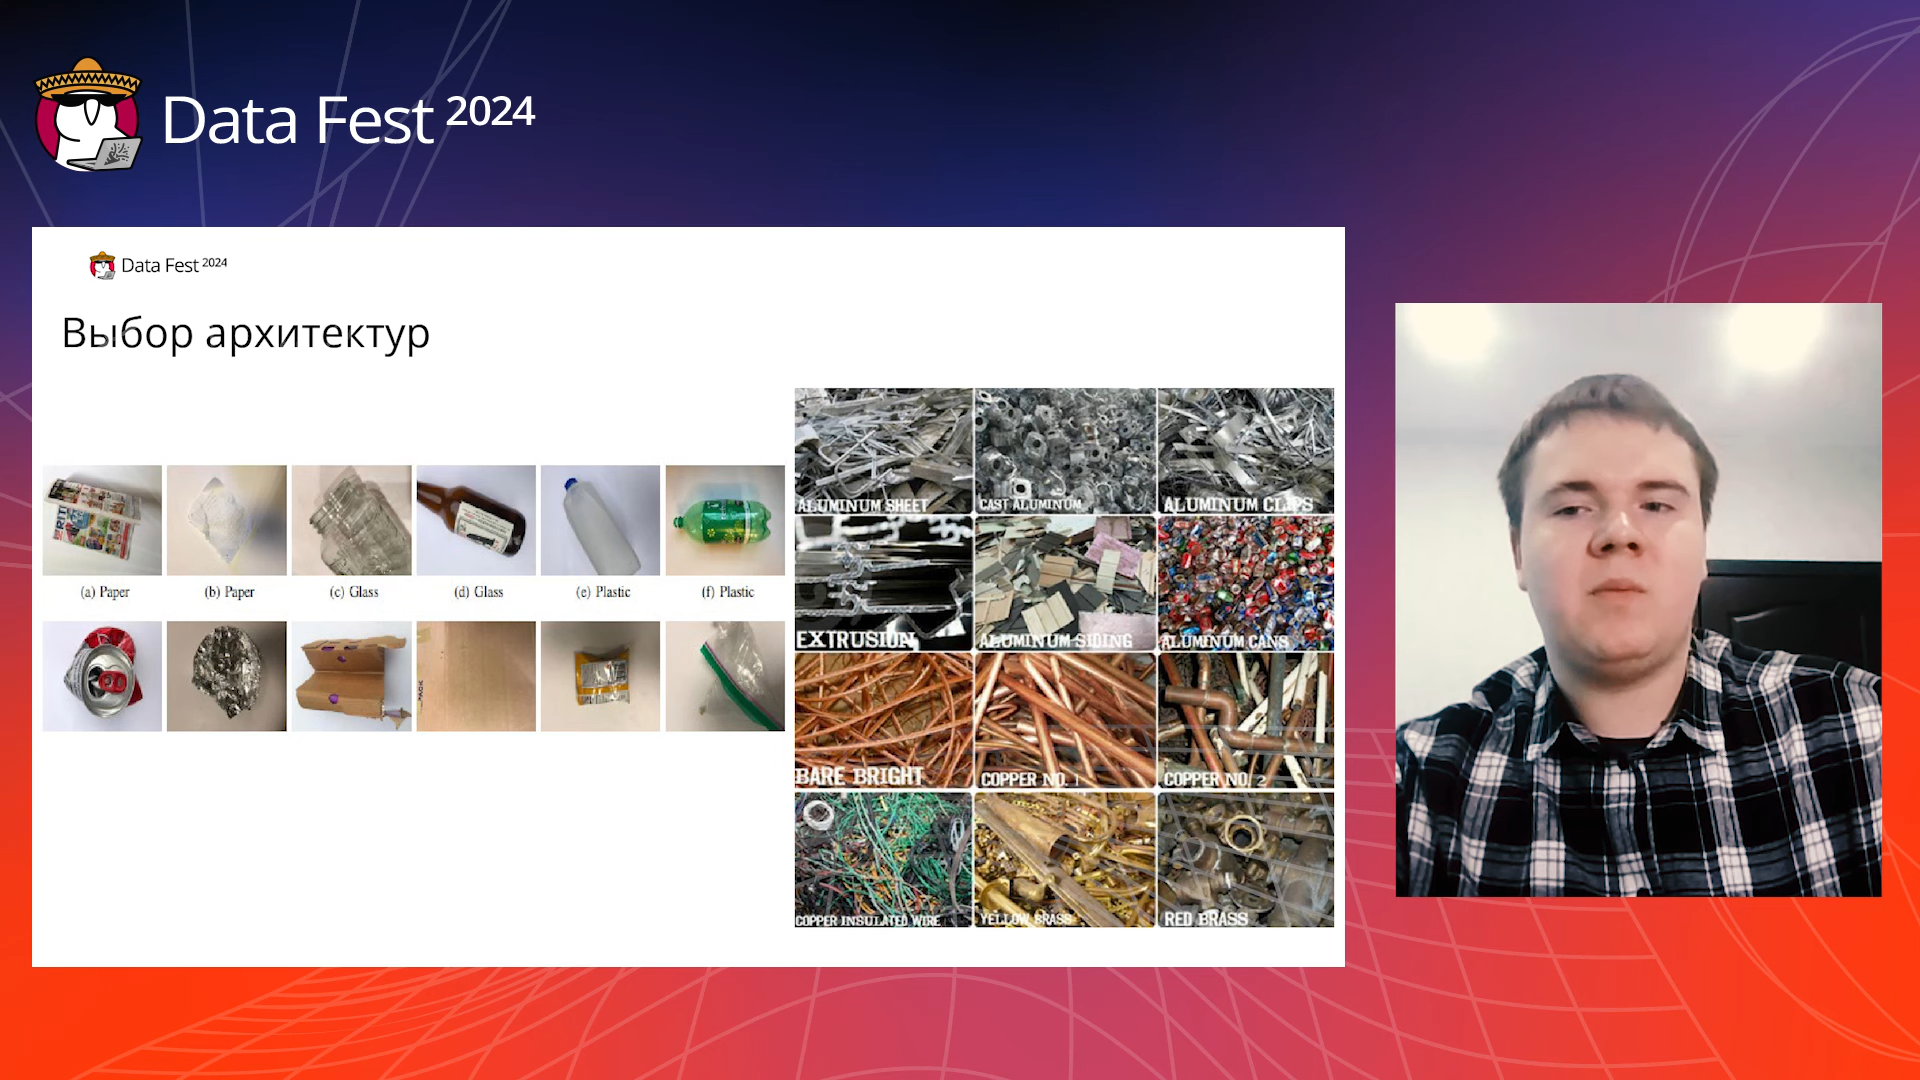 Data Fest 2024
Data Fest 2024
Выбор архитектур
(a) Paper
(b) Paper
(c) Glass
(d) Glass
(e) Plastic
(f) Plastic
ALUMINUM SHEET
CAST ALUMINUM
ALUMINUM CLIPS
EXTRUSION
ALUMINUM SIDING
ALUMINUM CANS
BARE BRIGHT
COPPER NO. 1
COPPER NO. 2
COPPER INSULATED WIRE
YELLOW BRASS
RED BRASS